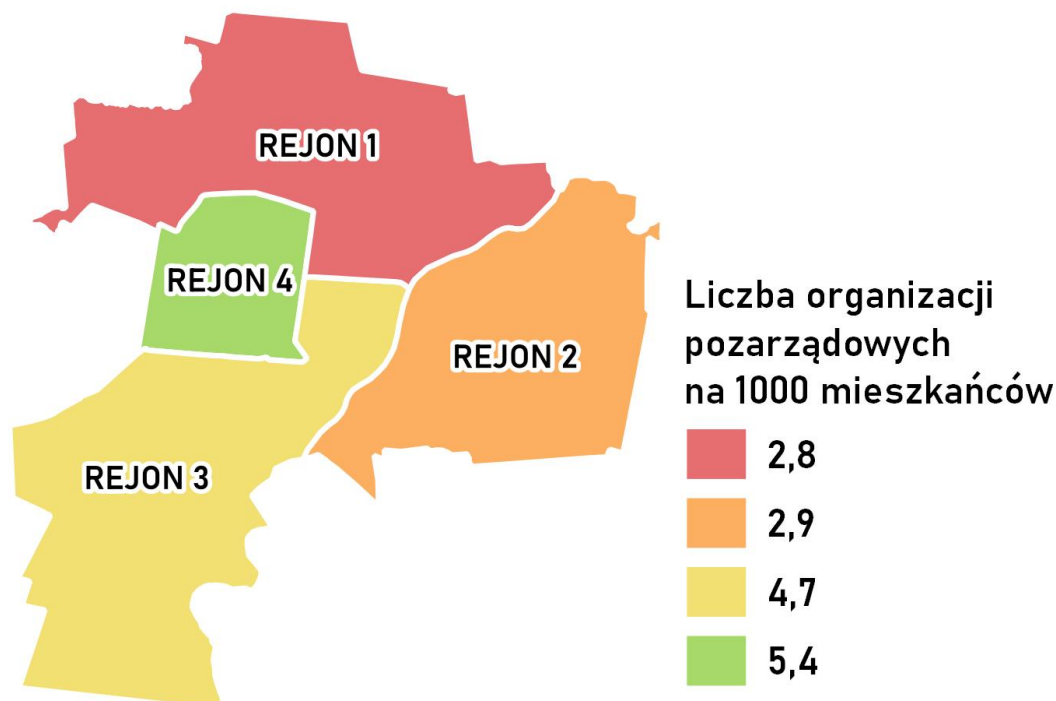 REJON 1
REJON 4
REJON 2
REJON 3
Liczba organizacji
pozarządowych
na 1000 mieszkańców
2,8
2,9
4,7
5,4